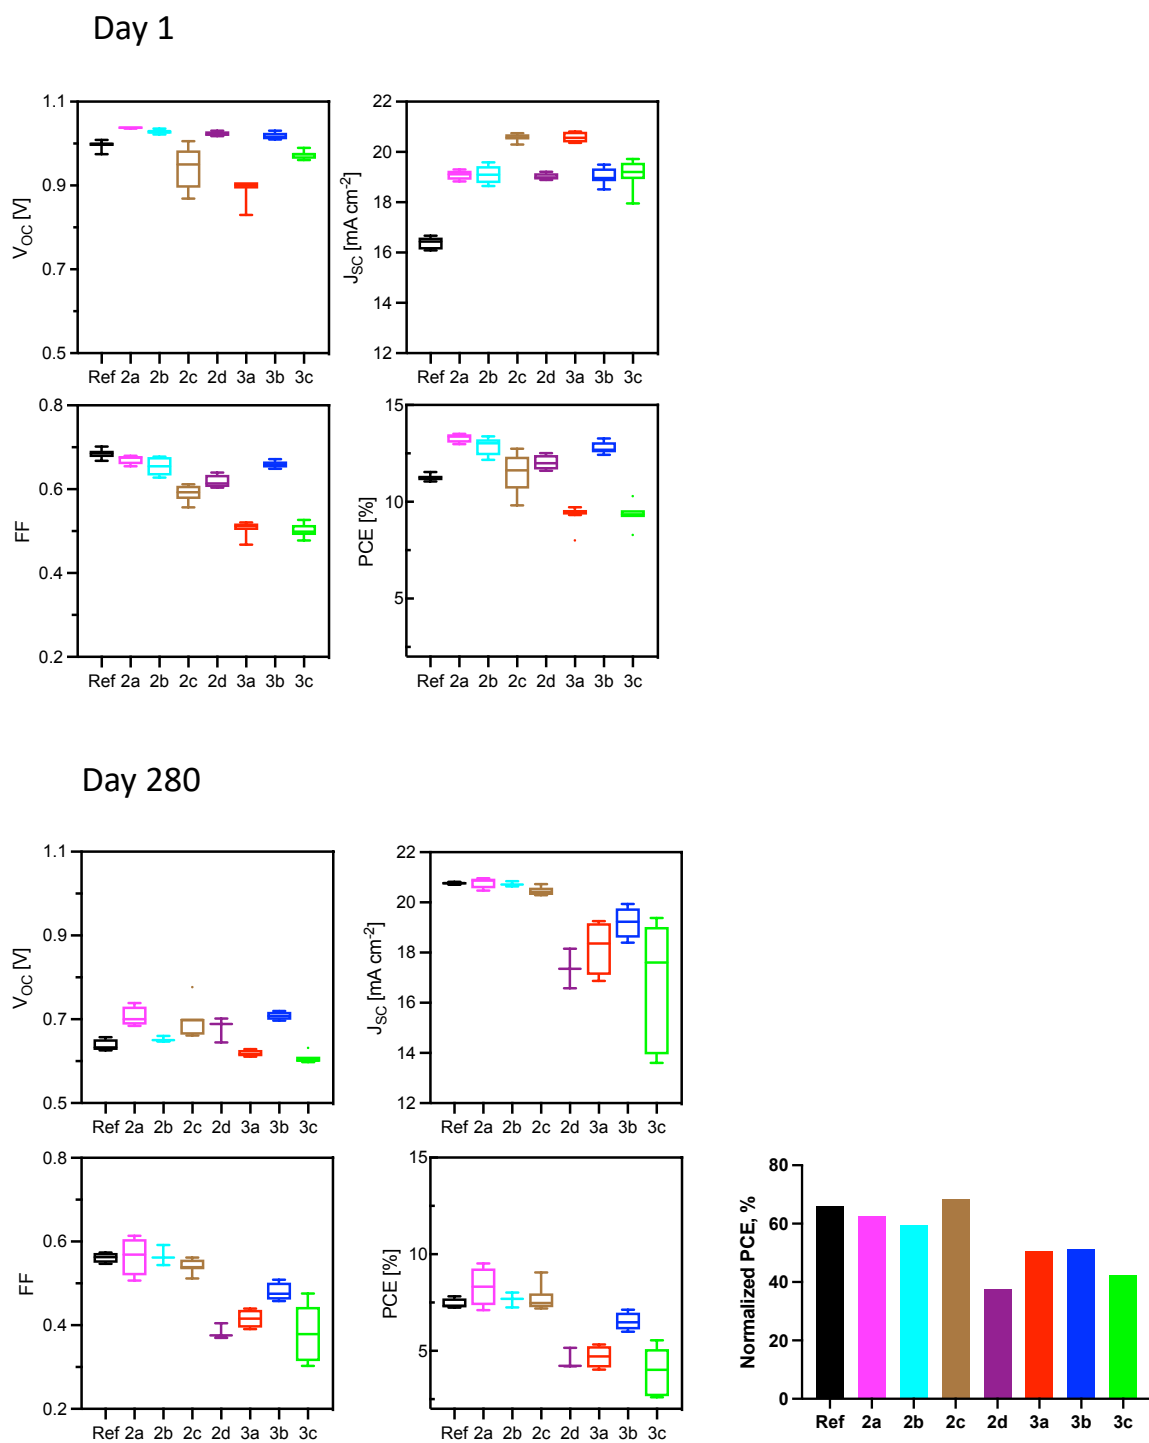 Day 1
1.1
0.9
0.7
0.5
V_OC [V]
Ref 2a 2b 2c 2d 3a 3b 3c
22
20
18
16
14
12
J_SC [mA cm⁻²]
Ref 2a 2b 2c 2d 3a 3b 3c
0.8
0.6
0.4
0.2
FF
Ref 2a 2b 2c 2d 3a 3b 3c
15
10
5
PCE [%]
Ref 2a 2b 2c 2d 3a 3b 3c
Day 280
1.1
0.9
0.7
0.5
V_OC [V]
Ref 2a 2b 2c 2d 3a 3b 3c
22
20
18
16
14
12
J_SC [mA cm⁻²]
Ref 2a 2b 2c 2d 3a 3b 3c
0.8
0.6
0.4
0.2
FF
Ref 2a 2b 2c 2d 3a 3b 3c
15
10
5
PCE [%]
Ref 2a 2b 2c 2d 3a 3b 3c
80
60
40
20
0
Normalized PCE, %
Ref 2a 2b 2c 2d 3a 3b 3c